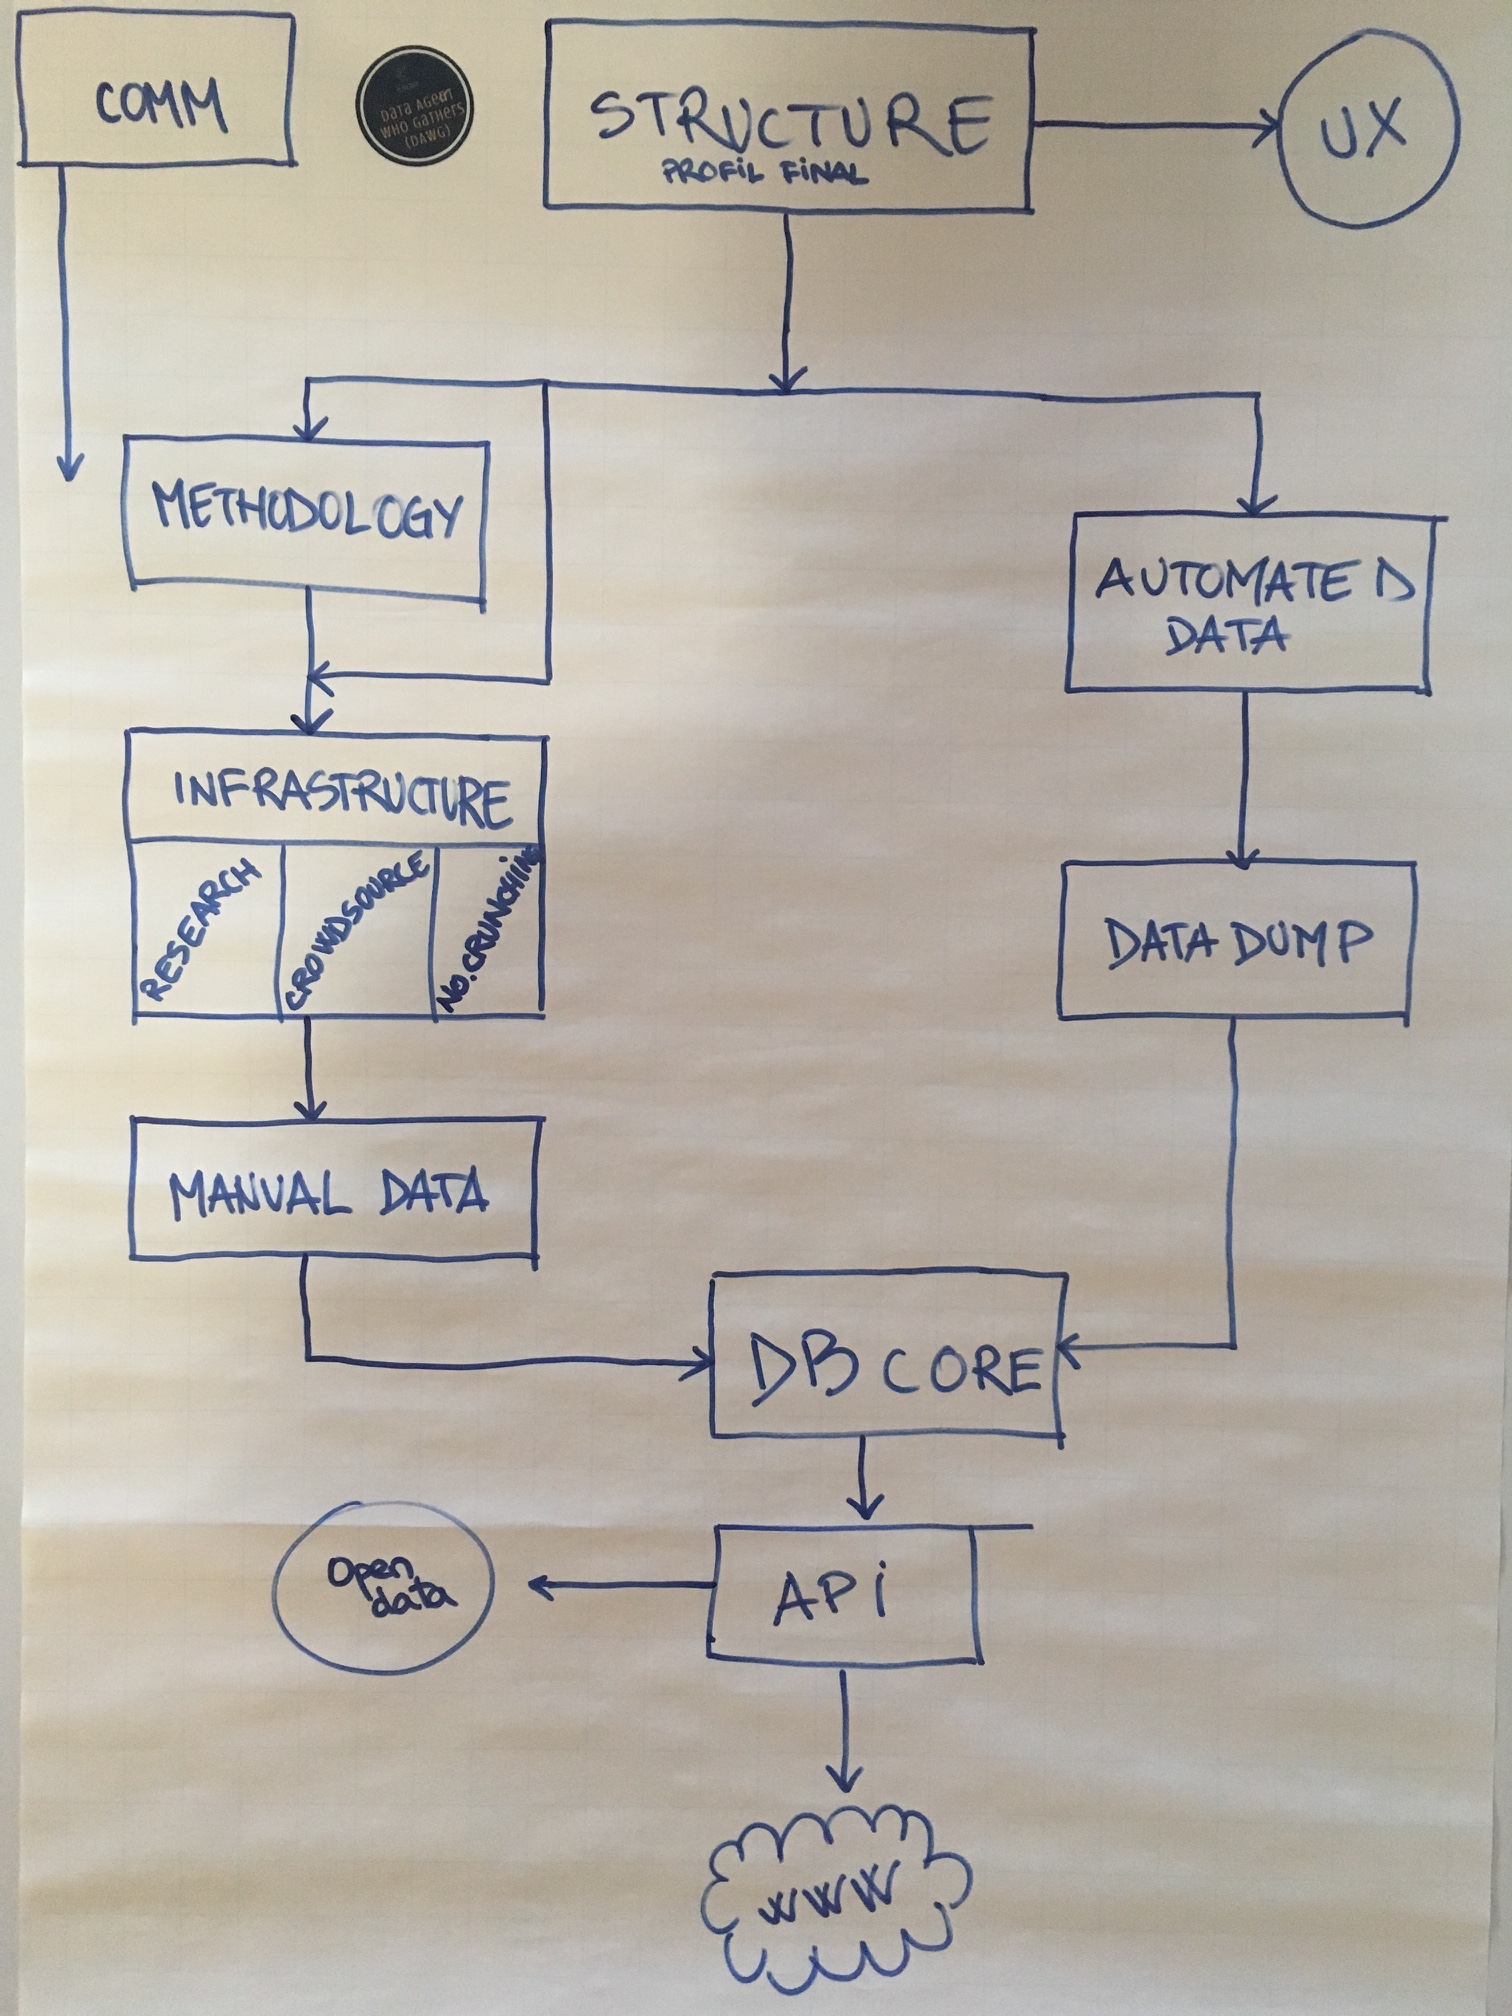 COMM
Data Agent
WHO GatHers
(DAWG)
STRUCTURE
PROFiL FiNAL
UX
METHODOLOGY
AUTOMATED
DATA
INFRASTRUCTURE
RESEARCH
CROWDSOURCE
NO.CRUNCHiNG
DATA DUMP
MANUAL DATA
DB CORE
Open
data
APi
WWW